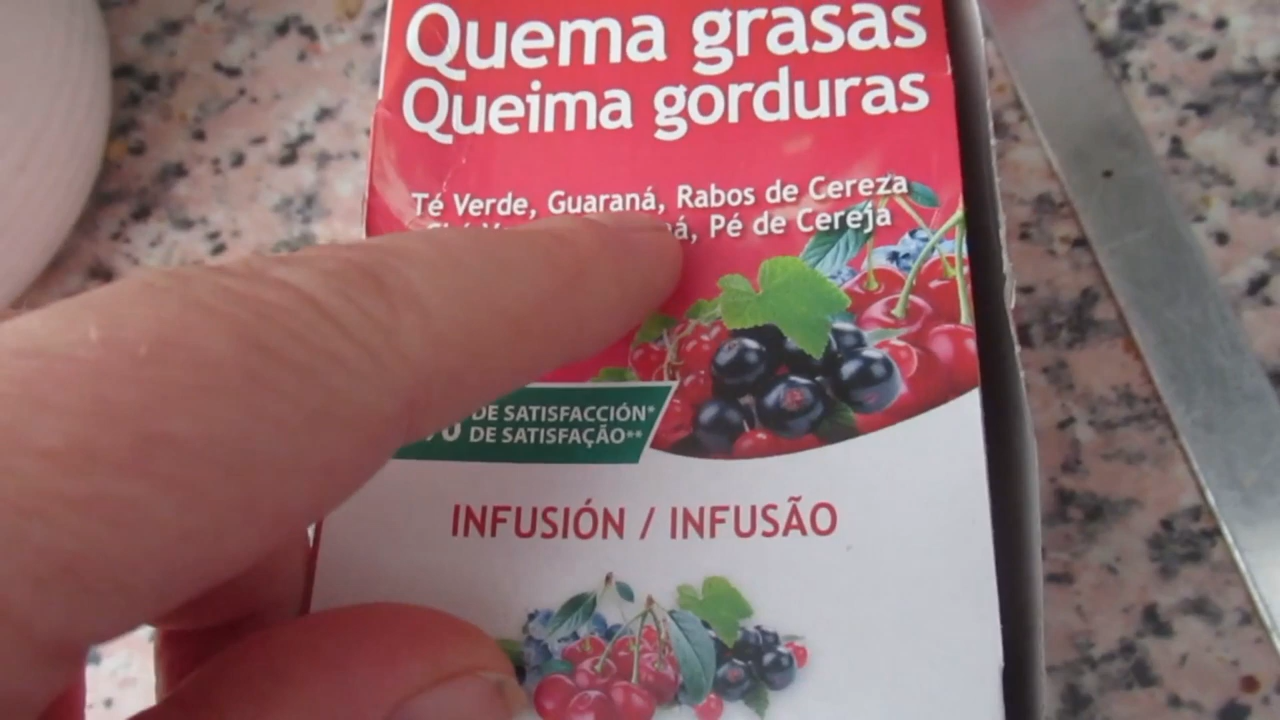 Quema grasas
Queima gorduras
Té Verde, Guaraná, Rabos de Cereza
Pé de Cereja
DE SATISFACCIÓN*
DE SATISFAÇÃO**
INFUSIÓN / INFUSÃO